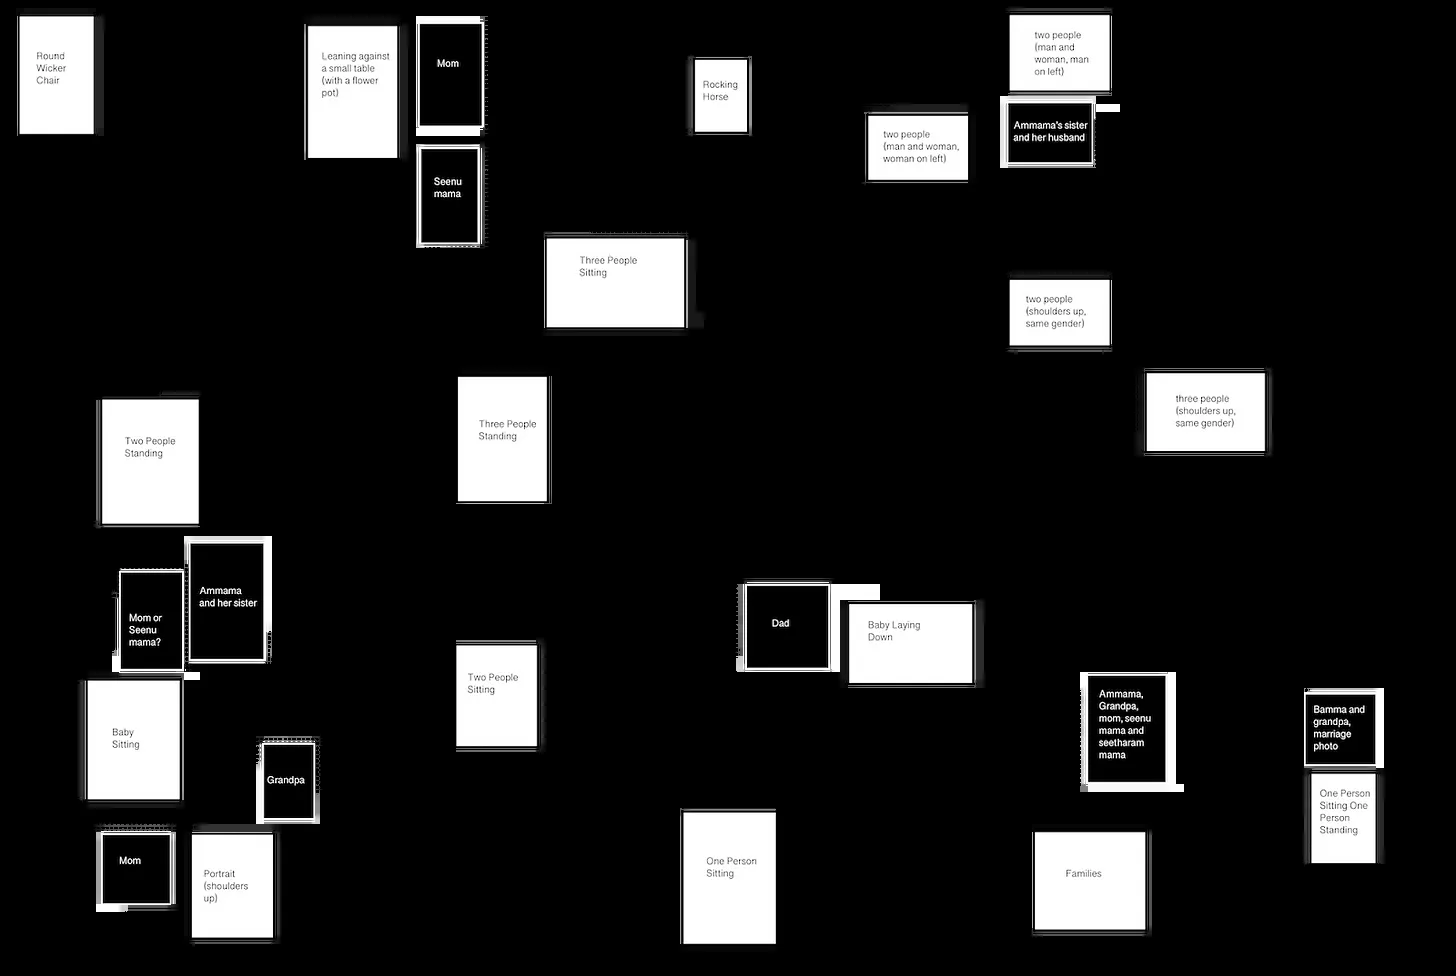 Round
Wicker
Chair
Leaning against
a small table
(with a flower
pot)
Mom
Seenu
mama
Rocking
Horse
two people
(man and
woman, man
on left)
Ammama's sister
and her husband
two people
(man and woman,
woman on left)
Three People
Sitting
two people
(shoulders up,
same gender)
three people
(shoulders up,
same gender)
Two People
Standing
Three People
Standing
Ammama
and her sister
Mom or
Seenu
mama?
Dad
Baby Laying
Down
Two People
Sitting
Baby
Sitting
Grandpa
Ammama,
Grandpa,
mom, seenu
mama and
seetharam
mama
Bamma and
grandpa,
marriage
photo
One Person
Sitting One
Person
Standing
Mom
Portrait
(shoulders
up)
One Person
Sitting
Families